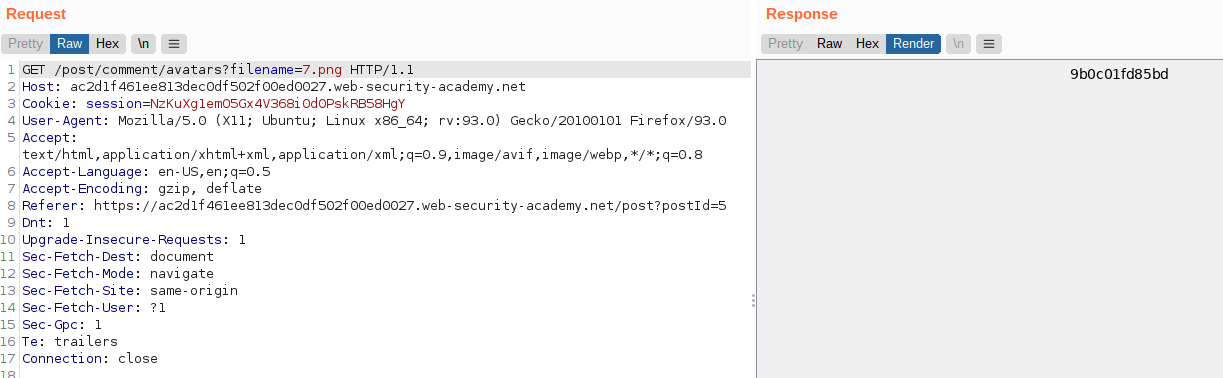 Request
Pretty Raw Hex \n
1 GET /post/comment/avatars?filename=7.png HTTP/1.1
2 Host: ac2d1f461ee813dec0df502f00ed0027.web-security-academy.net
3 Cookie: session=NzKuXg1emO5Gx4V368i0d0PskRB58HgY
4 User-Agent: Mozilla/5.0 (X11; Ubuntu; Linux x86_64; rv:93.0) Gecko/20100101 Firefox/93.0
5 Accept:
text/html,application/xhtml+xml,application/xml;q=0.9,image/avif,image/webp,*/*;q=0.8
6 Accept-Language: en-US,en;q=0.5
7 Accept-Encoding: gzip, deflate
8 Referer: https://ac2d1f461ee813dec0df502f00ed0027.web-security-academy.net/post?postId=5
9 Dnt: 1
10 Upgrade-Insecure-Requests: 1
11 Sec-Fetch-Dest: document
12 Sec-Fetch-Mode: navigate
13 Sec-Fetch-Site: same-origin
14 Sec-Fetch-User: ?1
15 Sec-Gpc: 1
16 Te: trailers
17 Connection: close
18
Response
Pretty Raw Hex Render \n
9b0c01fd85bd